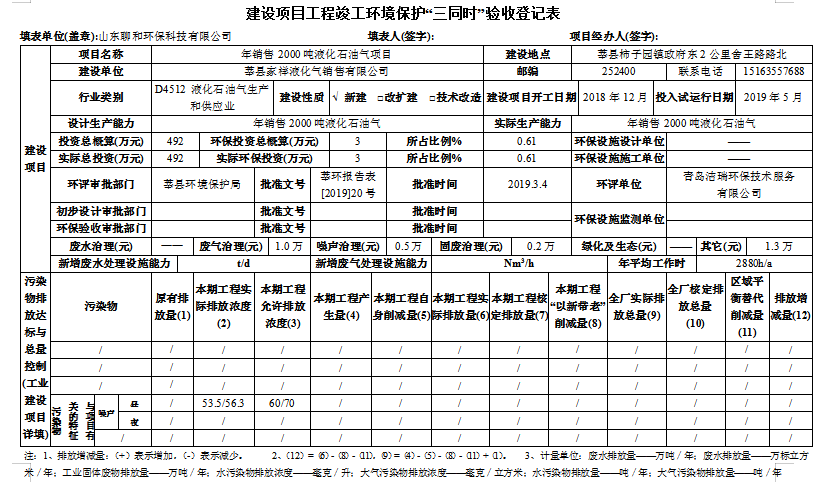 建设项目工程竣工环境保护“三同时”验收登记表
填表单位(盖章):山东聊和环保科技有限公司 填表人(签字): 项目经办人(签字):
建设项目
项目名称 年销售 2000 吨液化石油气项目 建设地点 莘县柿子园镇政府东 2 公里舍王路路北
建设单位 莘县家祥液化气销售有限公司 邮编 252400 联系电话 15163557688
行业类别 D4512 液化石油气生产和供应业 建设性质 √ 新建 □改扩建 □技术改造 建设项目开工日期 2018 年 12 月 投入试运行日期 2019 年 5 月
设计生产能力 年销售 2000 吨液化石油气 实际生产能力 年销售 2000 吨液化石油气
投资总概算(万元) 492 环保投资总概算(万元) 3 所占比例% 0.61 环保设施设计单位 ——
实际总投资(万元) 492 实际环保投资(万元) 3 所占比例% 0.61 环保设施施工单位 ——
环评审批部门 莘县环境保护局 批准文号 莘环报告表[2019]20 号 批准时间 2019.3.4 环评单位 青岛洁瑞环保技术服务有限公司
初步设计审批部门 批准文号 批准时间 环保设施监测单位
环保验收审批部门 批准文号 批准时间
废水治理(元) —— 废气治理(元) 1.0 万 噪声治理(元) 0.5 万 固废治理(元) 0.2 万 绿化及生态(元) —— 其它(元) 1.3 万
新增废水处理设施能力 t/d 新增废气处理设施能力 Nm³/h 年平均工作时 2880h/a
污染物排放达标与总量控制(工业建设项目详填)
污染物 原有排放量(1) 本期工程实际排放浓度(2) 本期工程允许排放浓度(3) 本期工程产生量(4) 本期工程自身削减量(5) 本期工程实际排放量(6) 本期工程核定排放量(7) 本期工程“以新带老”削减量(8) 全厂实际排放总量(9) 全厂核定排放总量(10) 区域平衡替代削减量(11) 排放增减量(12)
/ / / / / / / / / / / / /
/ / / / / / / / / / / / /
/ / / / / / / / / / / / /
与项目有关的特征污染物 噪声 昼 / 53.5/56.3 60/70 / / / / / / / / /
夜 / / / / / / / / / / / /
/ / / / / / / / / / / / /
注：1、排放增减量：(+) 表示增加，(-) 表示减少。 2、(12) = (6) - (8) - (11)，(9) = (4) - (5) - (8) - (11) + (1)。 3、计量单位：废水排放量——万吨／年；废气排放量——万标立方
米／年；工业固体废物排放量——万吨／年；水污染物排放浓度——毫克／升；大气污染物排放浓度——毫克／立方米；水污染物排放量——吨／年；大气污染物排放量——吨／年